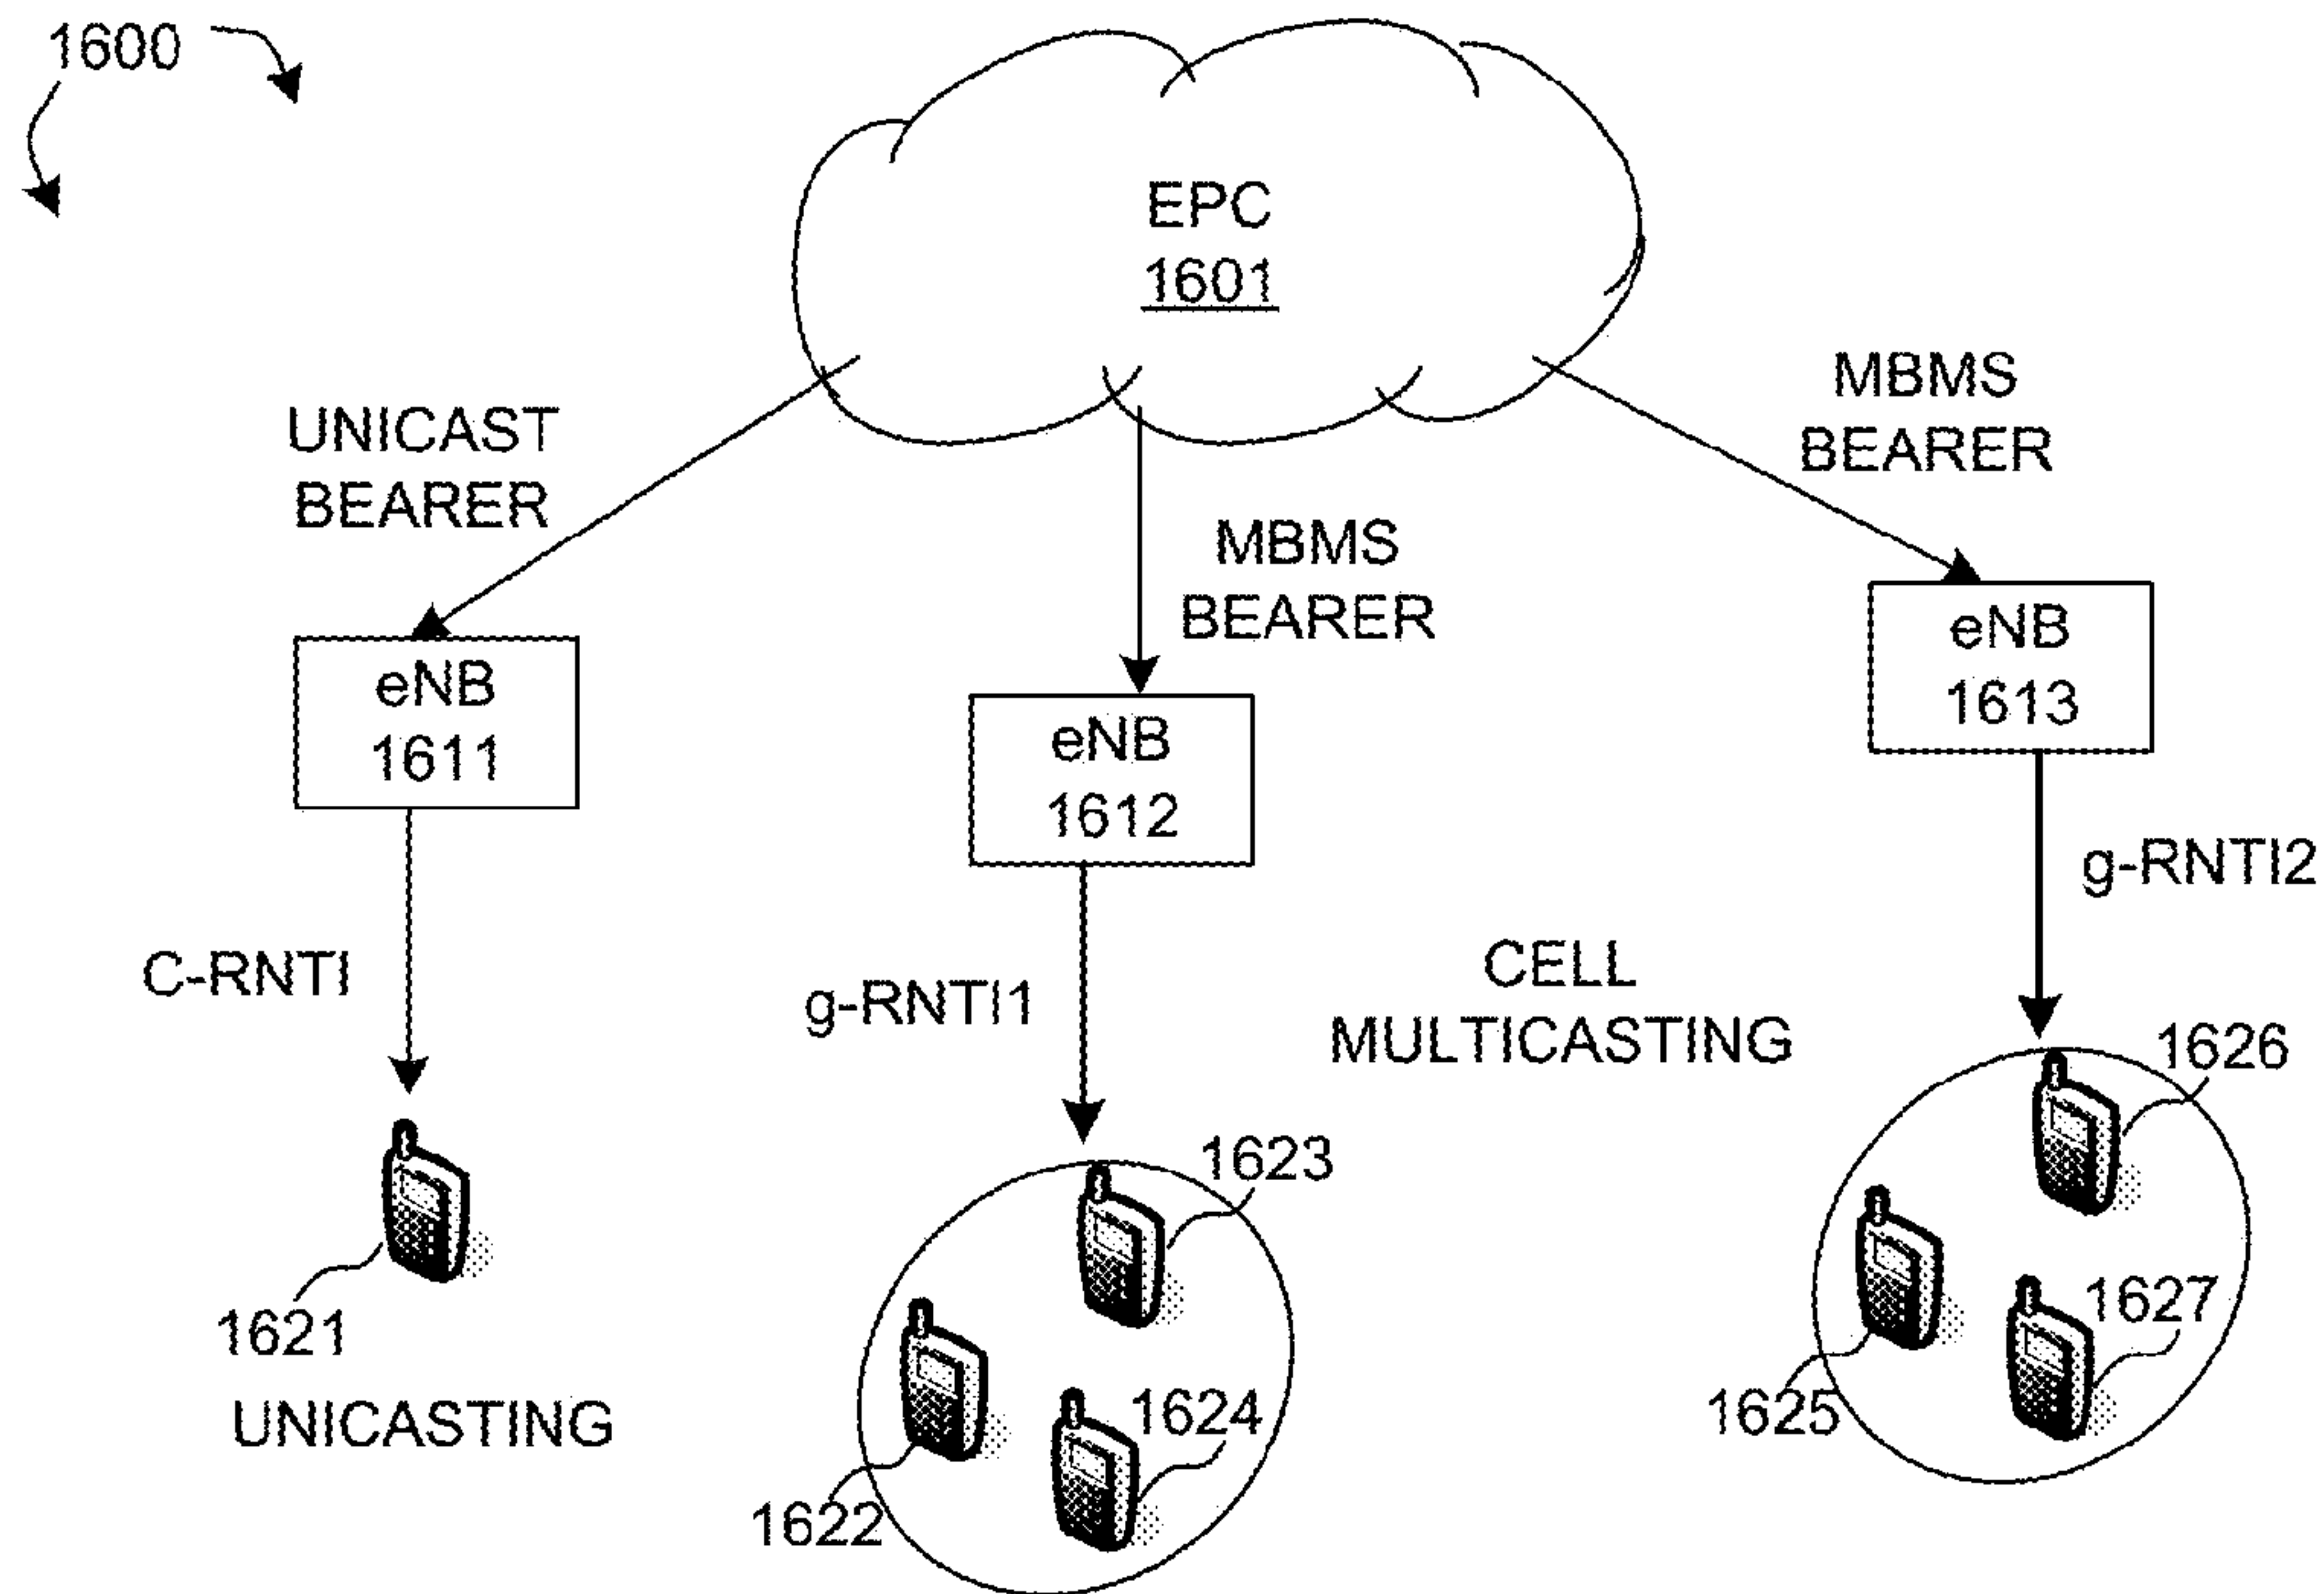 1600
EPC
1601
UNICAST
BEARER
MBMS
BEARER
MBMS
BEARER
eNB
1611
eNB
1612
eNB
1613
C-RNTI
g-RNTI1
g-RNTI2
CELL
MULTICASTING
1621
UNICASTING
1623
1622
1624
1626
1625
1627